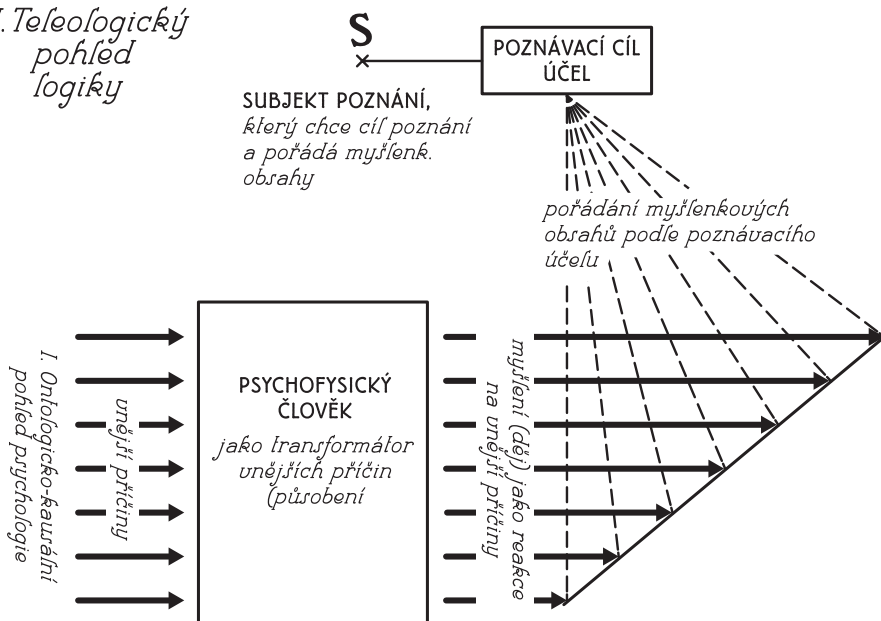 I. Teleologický
pohled
logiky
S
POZNÁVACÍ CÍL
ÚČEL
SUBJEKT POZNÁNÍ,
který chce cíl poznání
a pořádá myšlenk.
obsahy
pořádání myšlenkových
obsahů podle poznávacího
účelu
I. Ontologicko-kausální
pohled psychologie
vnější příčiny
PSYCHOFYSICKÝ
ČLOVĚK
jako transformátor
vnějších příčin
(působení
myšlení (děj) jako reakce
na vnější příčiny